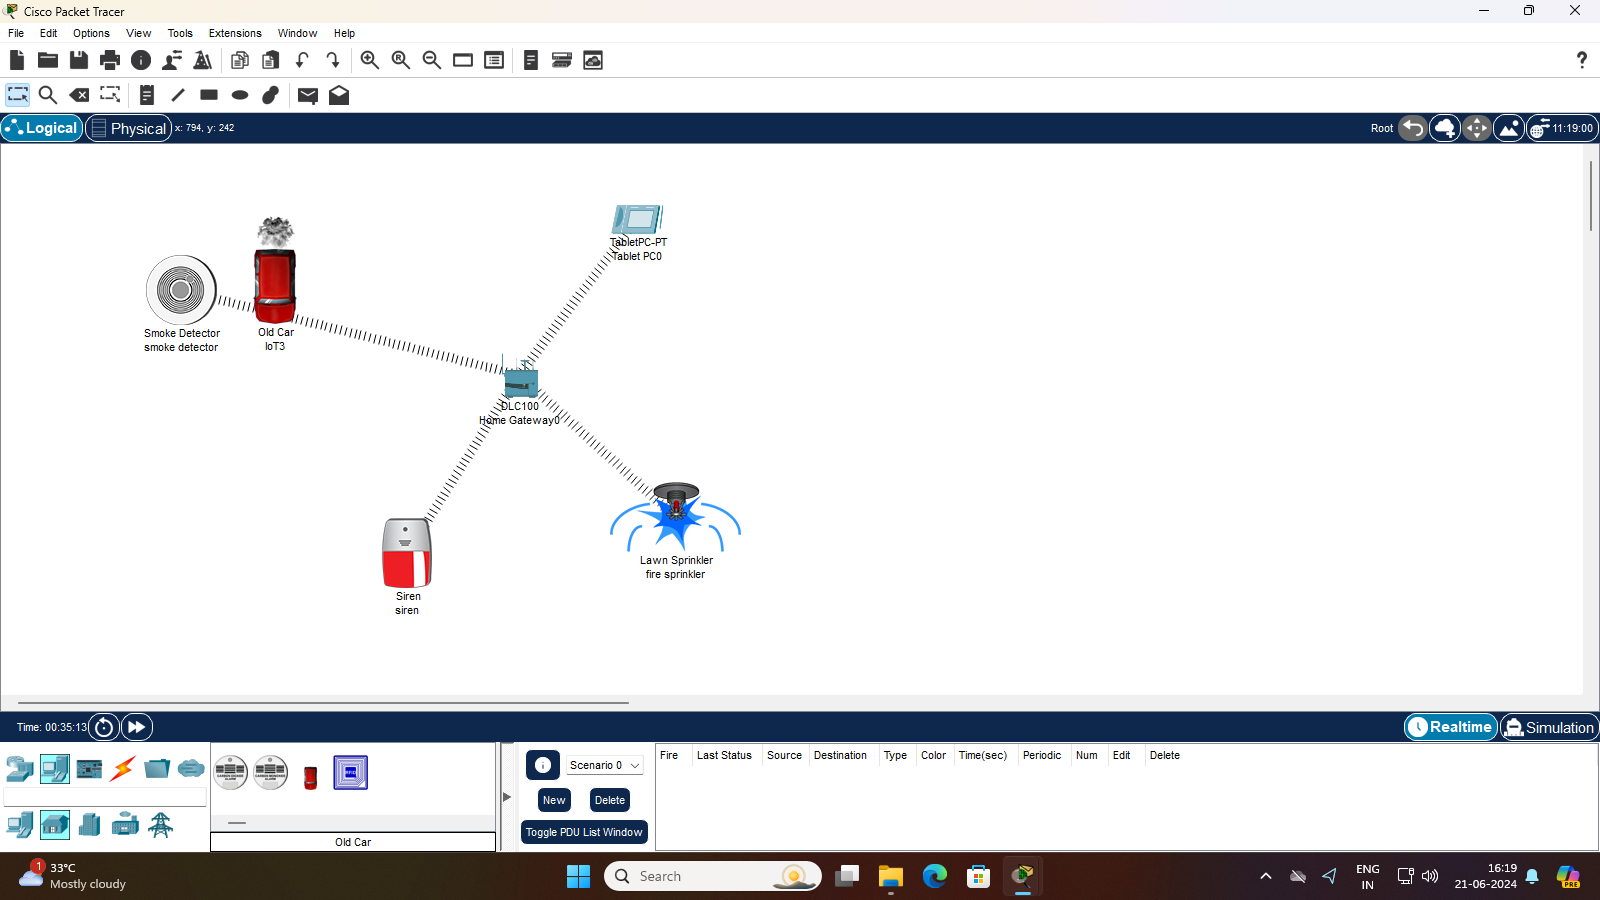 Cisco Packet Tracer
File Edit Options View Tools Extensions Window Help
Logical Physical x: 794, y: 242 Root 11:19:00
TabletPC-PT
Tablet PC0
Smoke Detector
smoke detector
Old Car
IoT3
DLC100
Home Gateway0
Lawn Sprinkler
fire sprinkler
Siren
siren
Time: 00:35:13 Realtime Simulation
Scenario 0
New Delete
Toggle PDU List Window
Fire Last Status Source Destination Type Color Time(sec) Periodic Num Edit Delete
Old Car
1
33°C
Mostly cloudy
Search
ENG
IN
16:19
21-06-2024
PRE